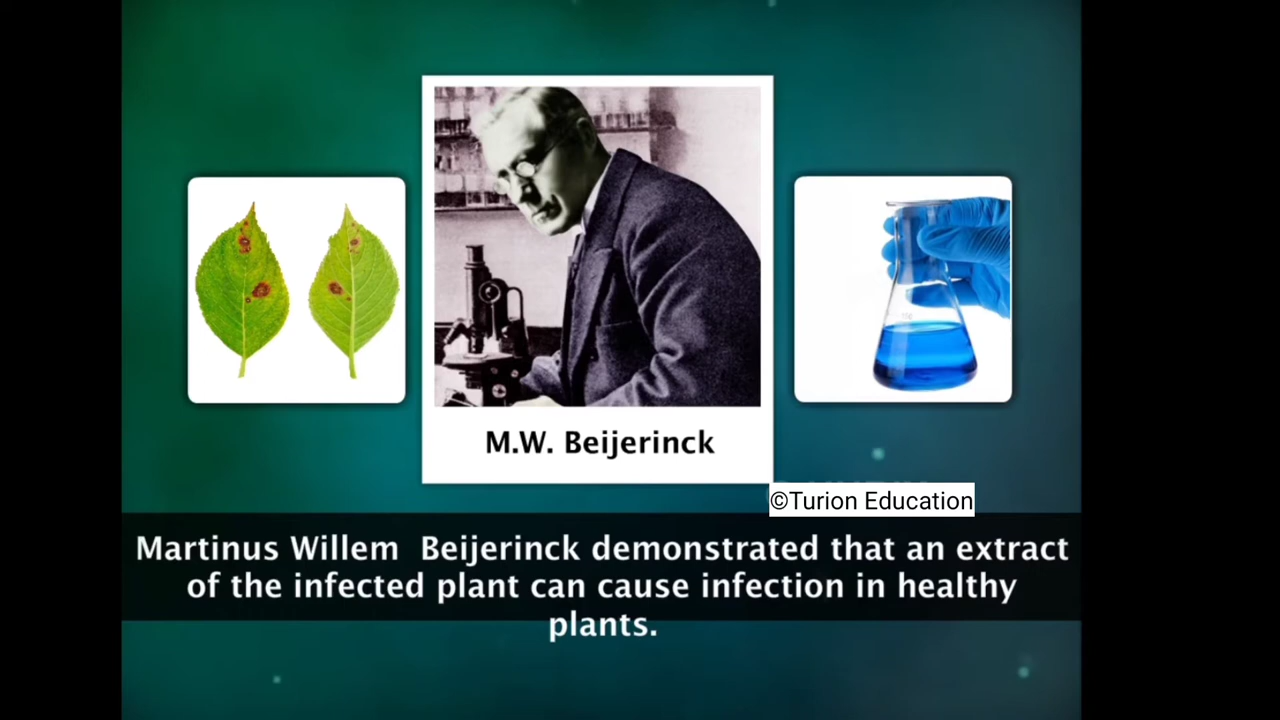 M.W. Beijerinck
©Turion Education
Martinus Willem  Beijerinck demonstrated that an extract
of the infected plant can cause infection in healthy
plants.